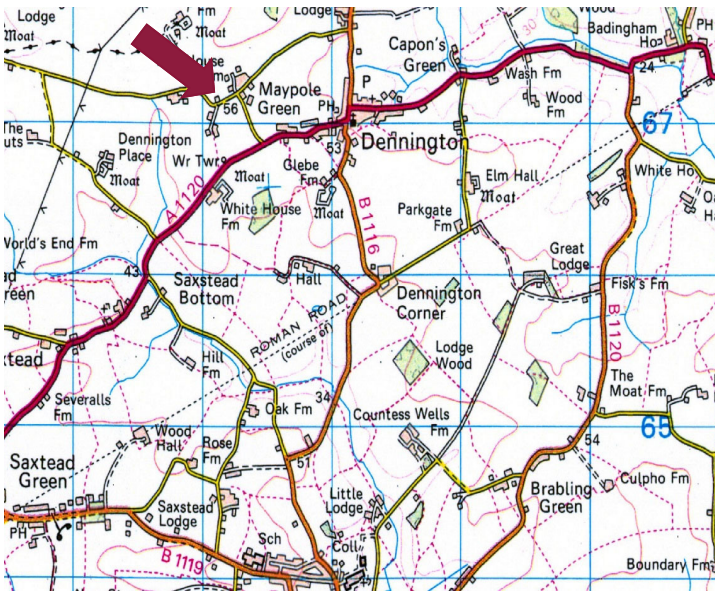 Lodge
Moat
Fm
Moat
Lodge
Wood
Badingham
Ho
PH
Capon's
Green
30
24
Wash Fm
Wood
Fm
56
Maypole
Green
P
PH
67
The
uts
Dennington
Place
Moat
Wr Twr
53
Dennington
Glebe
Fm
Moat
Moat
White House
Fm
A 1120
Elm Hall
Moat
White Ho
Parkgate
Fm
B 1116
World's End Fm
43
reen
Saxstead
Bottom
Hall
Great
Lodge
Fisk's Fm
Dennington
Corner
ROMAN ROAD
(course of)
B 1120
tead
Hill
Fm
Lodge
Wood
The
Moat Fm
Severalls
Fm
34
Oak Fm
Countess Wells
Fm
65
Wood
Hall
Rose
Fm
51
54
Saxtead
Green
Brabling
Green
Culpho Fm
Saxstead
Lodge
Little
Lodge
PH
B 1119
Sch
Coll
Boundary Fm